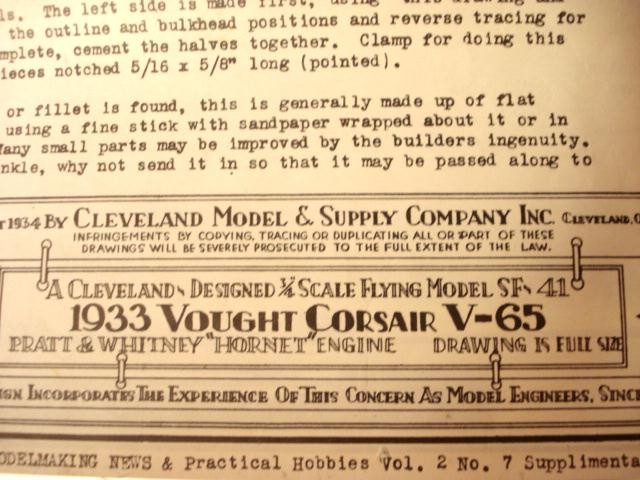 ls. The left side is made first, using this drawing and
the outline and bulkhead positions and reverse tracing for
mplete, cement the halves together. Clamp for doing this
ieces notched 5/16 x 5/8" long (pointed).
or fillet is found, this is generally made up of flat
using a fine stick with sandpaper wrapped about it or in
Many small parts may be improved by the builders ingenuity.
nkle, why not send it in so that it may be passed along to
1934 BY CLEVELAND MODEL & SUPPLY COMPANY INC. CLEVELAND, O
INFRINGEMENTS BY COPYING, TRACING OR DUPLICATING ALL OR PART OF THESE
DRAWINGS WILL BE SEVERELY PROSECUTED TO THE FULL EXTENT OF THE LAW.
A CLEVELAND-DESIGNED 3/4" SCALE FLYING MODEL SF-41
1933 VOUGHT CORSAIR V-65
PRATT & WHITNEY "HORNET" ENGINE DRAWING IS FULL SIZE
IGN INCORPORATES THE EXPERIENCE OF THIS CONCERN AS MODEL ENGINEERS, SINCE
ODELMAKING NEWS & Practical Hobbies Vol. 2 No. 7 Supplimenta